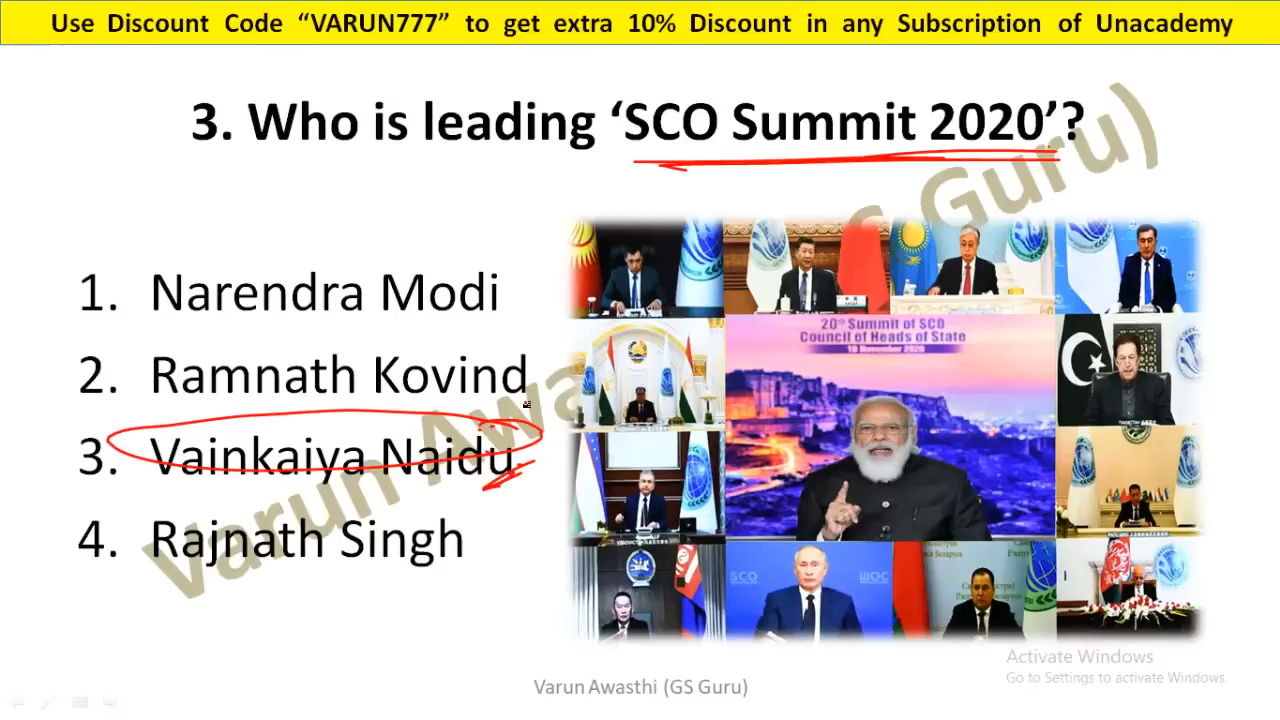 Use Discount Code “VARUN777” to get extra 10% Discount in any Subscription of Unacademy
3. Who is leading ‘SCO Summit 2020’?
1. Narendra Modi
2. Ramnath Kovind
3. Vainkaiya Naidu
4. Rajnath Singh
20th Summit of SCO
Council of Heads of State
10 November 2020
SCO
ШОС
Varun Awasthi (GS Guru)
Activate Windows
Go to Settings to activate Windows.
Varun Awasthi (GS Guru)